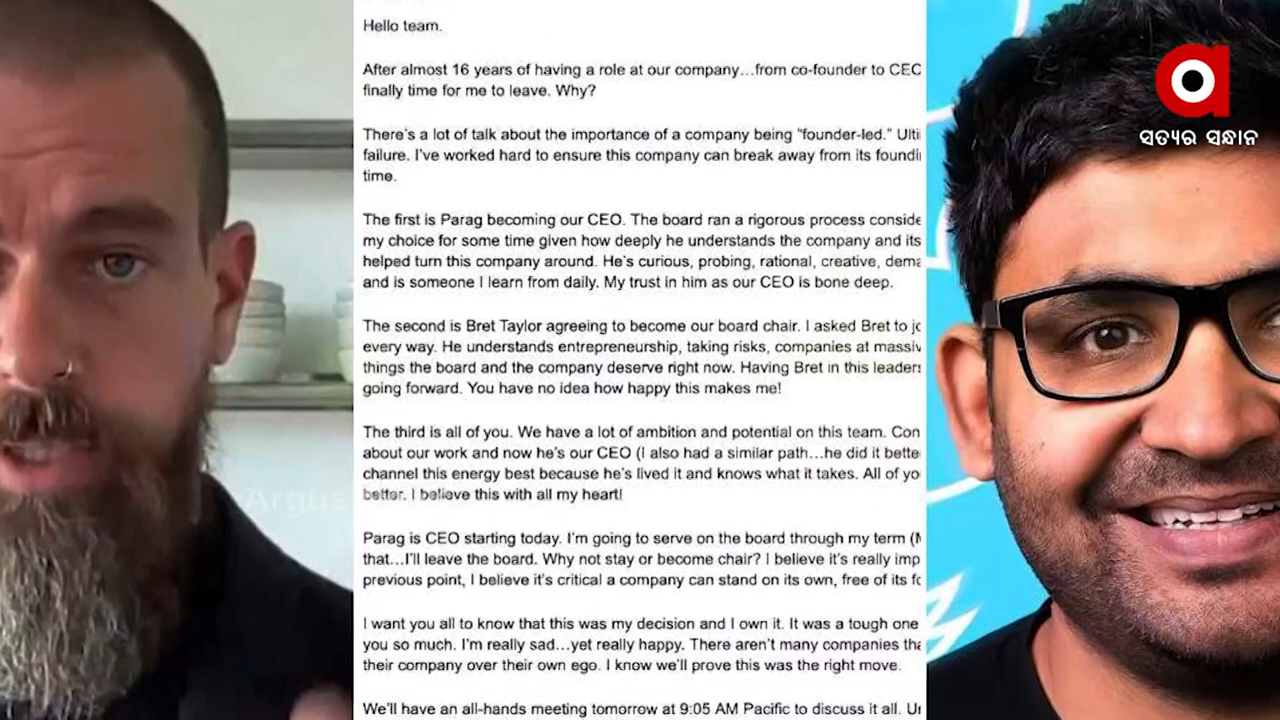 Hello team.
After almost 16 years of having a role at our company…from co-founder to CEO
finally time for me to leave. Why?
There's a lot of talk about the importance of a company being "founder-led."
failure. I've worked hard to ensure this company can break away from its
time.
The first is Parag becoming our CEO. The board ran a rigorous process
my choice for some time given how deeply he understands the company and its
helped turn this company around. He's curious, probing, rational, creative,
and is someone I learn from daily. My trust in him as our CEO is bone deep.
The second is Bret Taylor agreeing to become our board chair. I asked Bret to
every way. He understands entrepreneurship, taking risks, companies at
things the board and the company deserve right now. Having Bret in this
going forward. You have no idea how happy this makes me!
The third is all of you. We have a lot of ambition and potential on this team.
about our work and now he's our CEO (I also had a similar path…he did it
channel this energy best because he's lived it and knows what it takes. All of
better. I believe this with all my heart!
Parag is CEO starting today. I'm going to serve on the board through my term
that…I'll leave the board. Why not stay or become chair? I believe it's really
previous point, I believe it's critical a company can stand on its own, free of its
I want you all to know that this was my decision and I own it. It was a tough one
you so much. I'm really sad…yet really happy. There aren't many companies
their company over their own ego. I know we'll prove this was the right move.
We'll have an all-hands meeting tomorrow at 9:05 AM Pacific to discuss it all.
ସତ୍ୟର ସନ୍ଧାନ
Argus